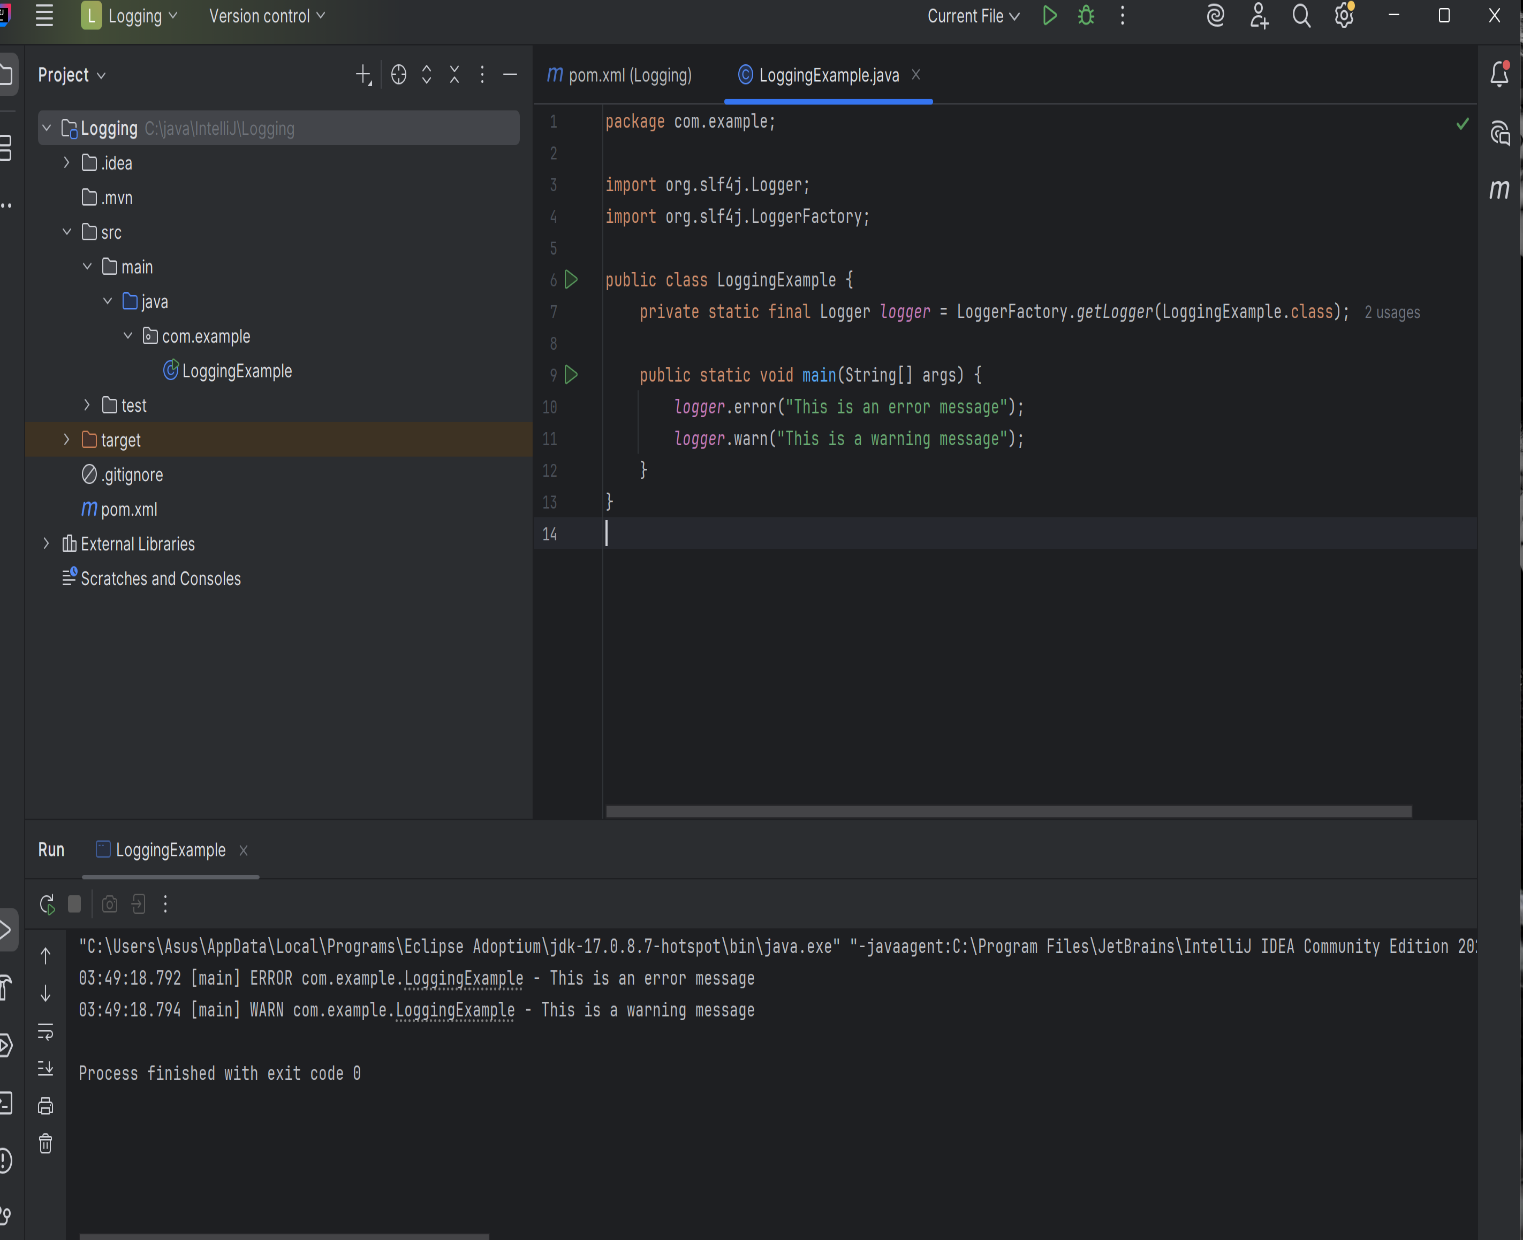 L Logging Version control Current File
Project
pom.xml (Logging) LoggingExample.java
Logging C:\java\IntelliJ\Logging
.idea
.mvn
src
main
java
com.example
LoggingExample
test
target
.gitignore
pom.xml
External Libraries
Scratches and Consoles
1 package com.example;
2
3 import org.slf4j.Logger;
4 import org.slf4j.LoggerFactory;
5
6 public class LoggingExample {
7 private static final Logger logger = LoggerFactory.getLogger(LoggingExample.class); 2 usages
8
9 public static void main(String[] args) {
10 logger.error("This is an error message");
11 logger.warn("This is a warning message");
12 }
13 }
14
Run LoggingExample
"C:\Users\Asus\AppData\Local\Programs\Eclipse Adoptium\jdk-17.0.8.7-hotspot\bin\java.exe" "-javaagent:C:\Program Files\JetBrains\IntelliJ IDEA Community Edition
03:49:18.792 [main] ERROR com.example.LoggingExample - This is an error message
03:49:18.794 [main] WARN com.example.LoggingExample - This is a warning message
Process finished with exit code 0